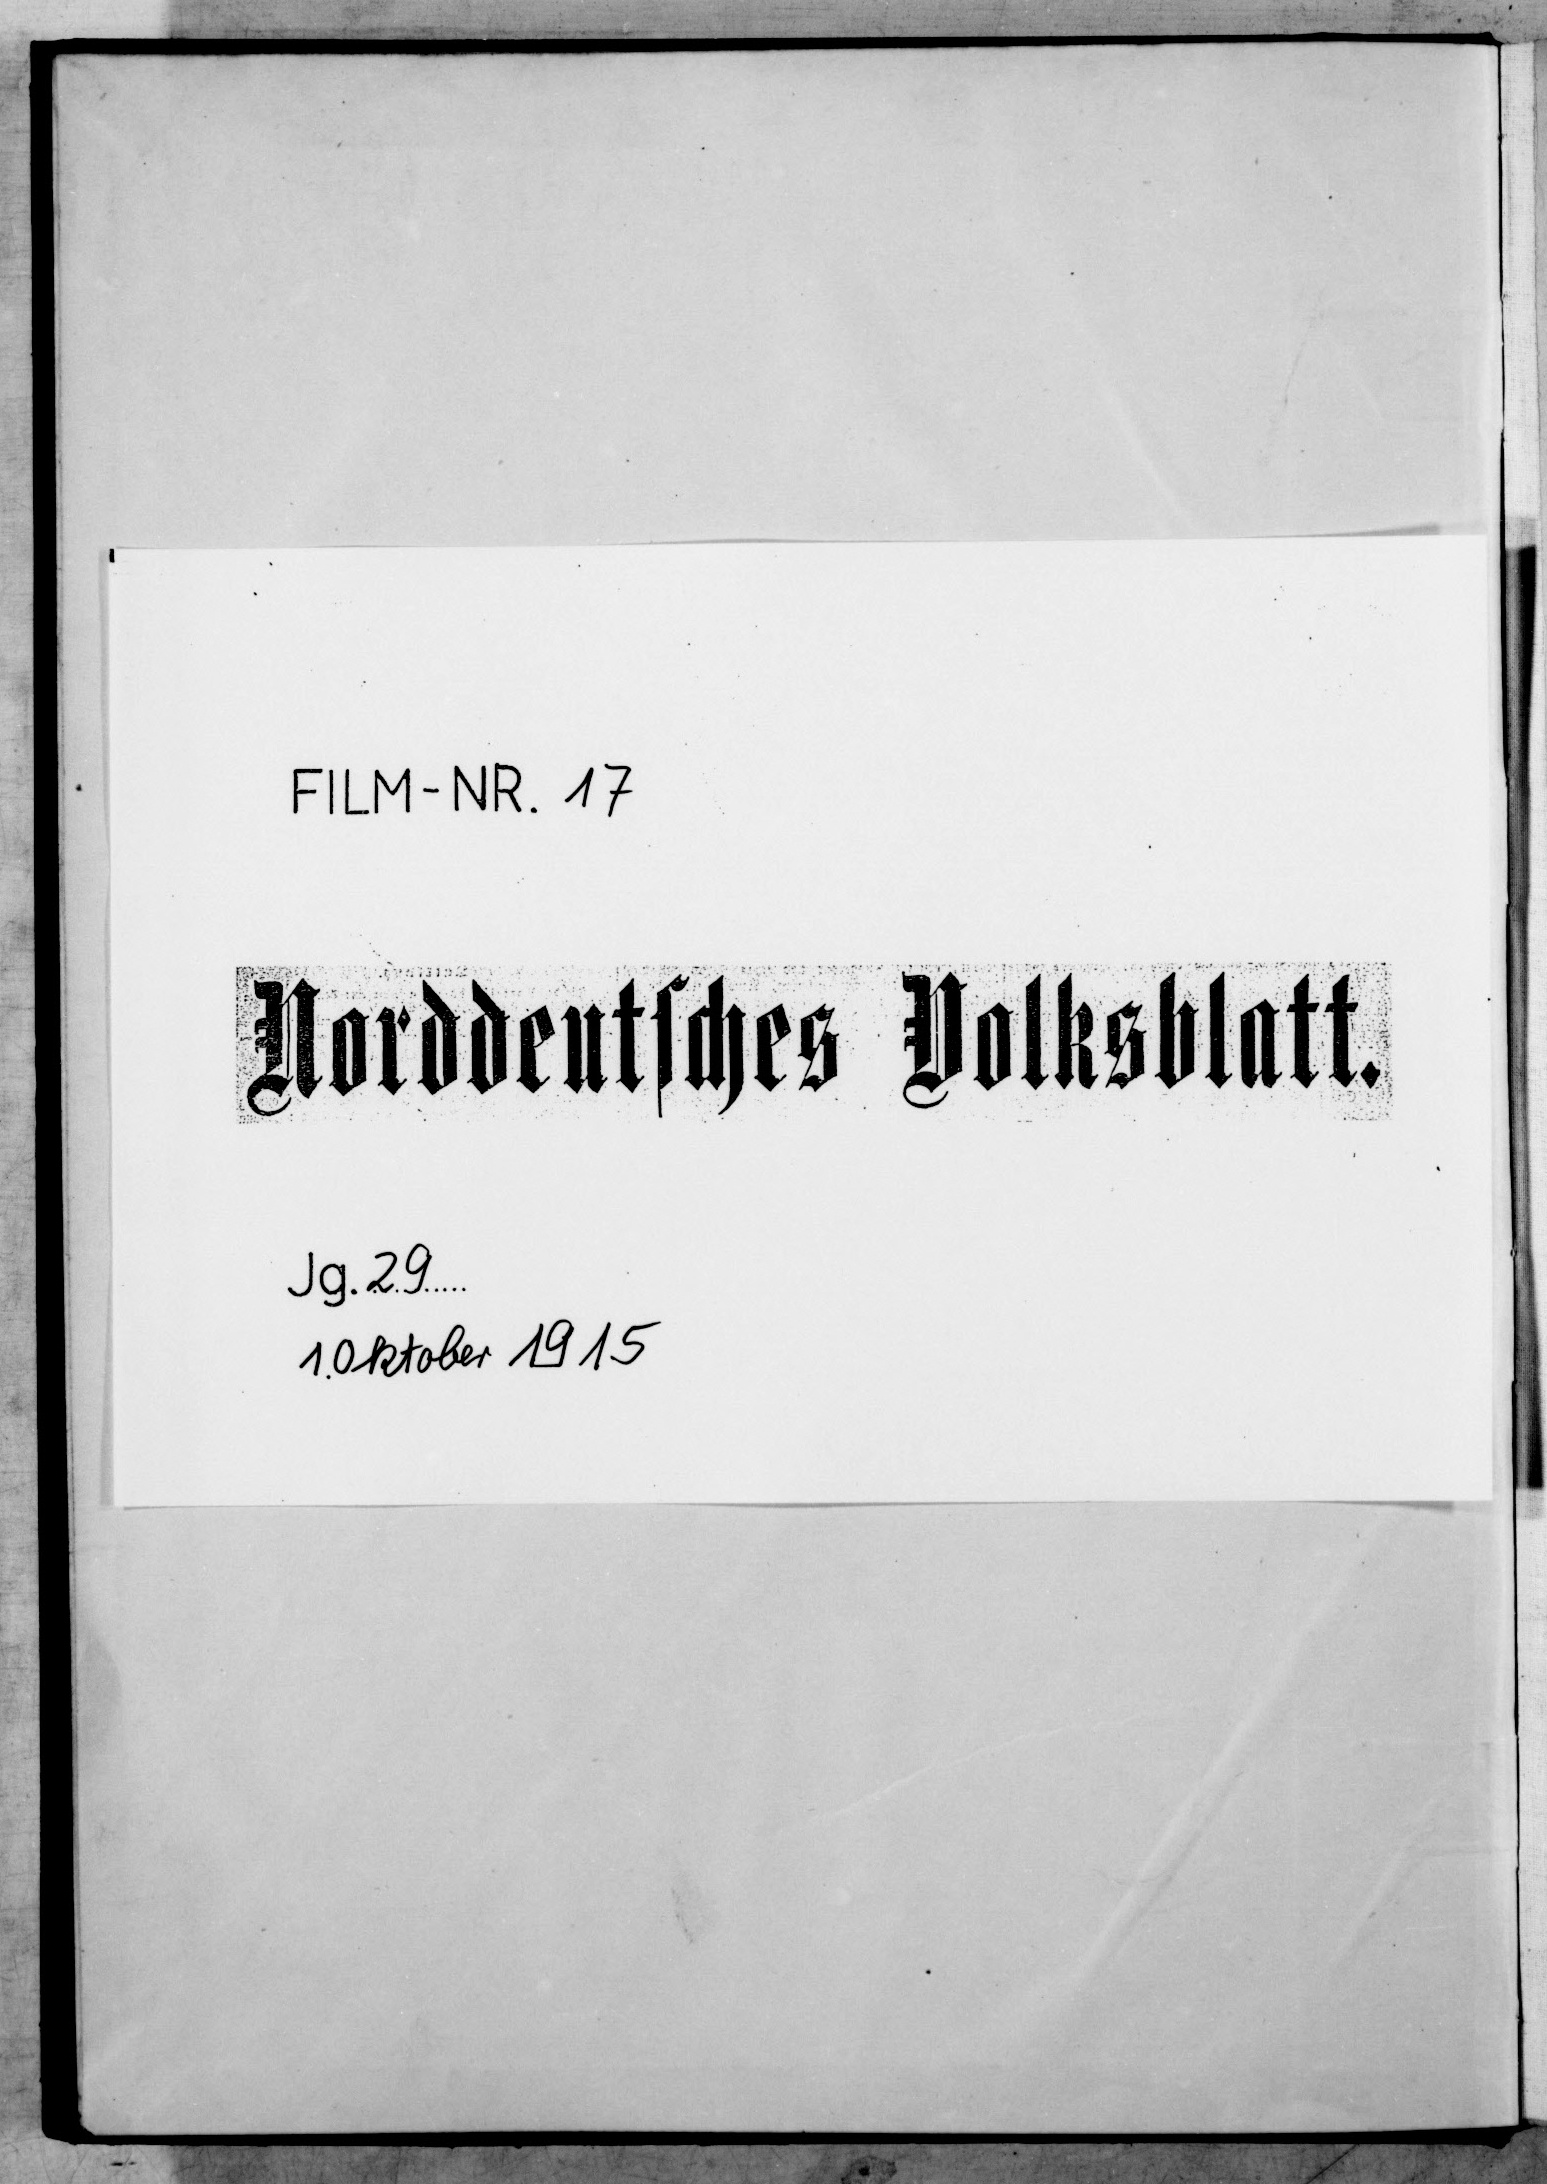 FILM-NR. 17
Norddeutsches Volksblatt.
Jg. 29.....
1. Oktober 1915